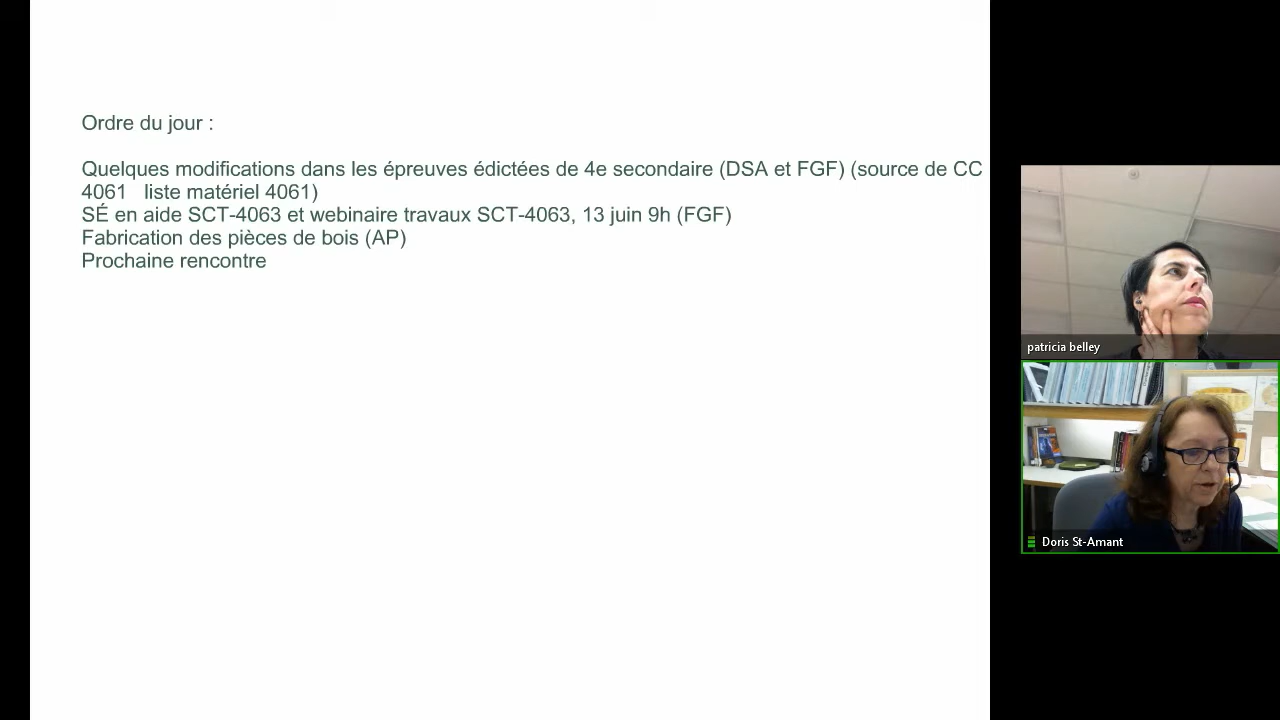 Ordre du jour :
Quelques modifications dans les épreuves édictées de 4e secondaire (DSA et FGF) (source de CC
4061   liste matériel 4061)
SÉ en aide SCT-4063 et webinaire travaux SCT-4063, 13 juin 9h (FGF)
Fabrication des pièces de bois (AP)
Prochaine rencontre
patricia belley
Doris St-Amant